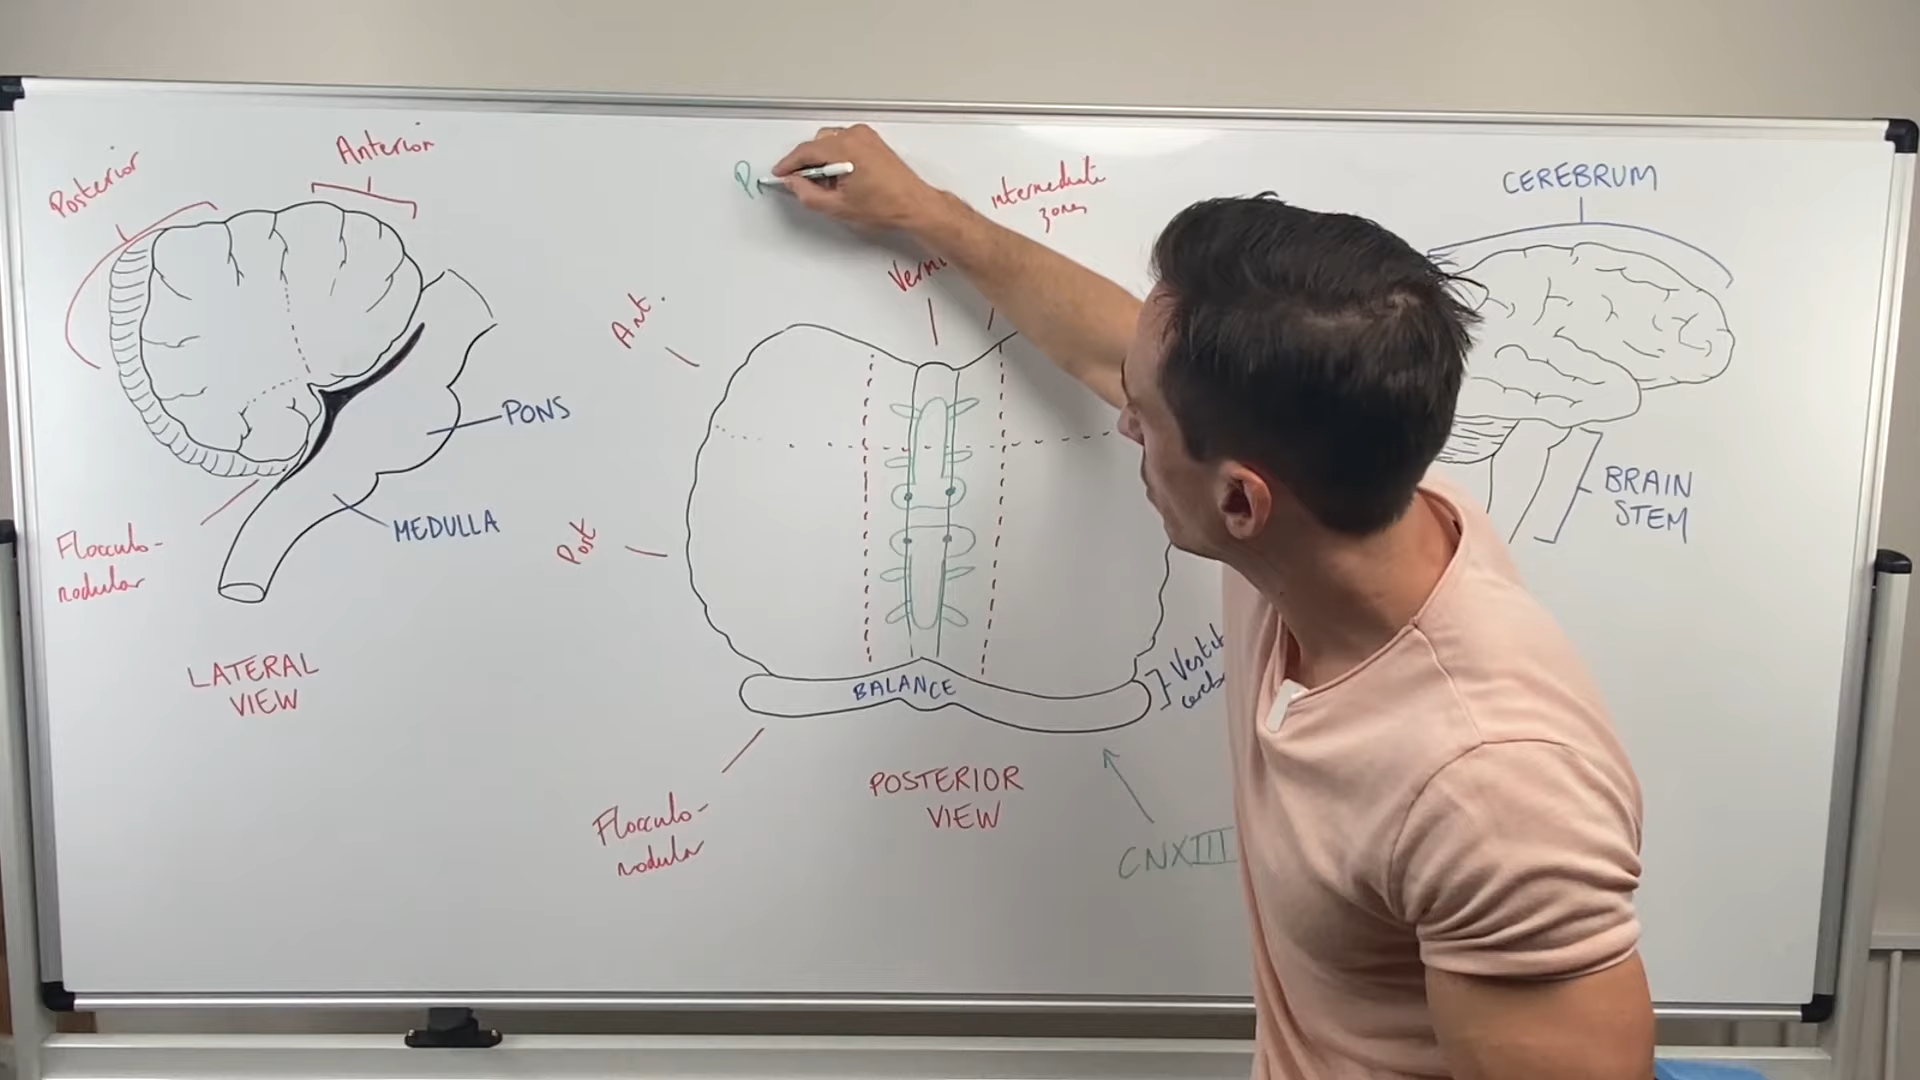 Posterior
Anterior
PONS
MEDULLA
Flocculo-
nodular
LATERAL
VIEW
Ant.
Post
intermediate
zones
BALANCE
Flocculo-
nodular
POSTERIOR
VIEW
CNXIII
CEREBRUM
BRAIN
STEM